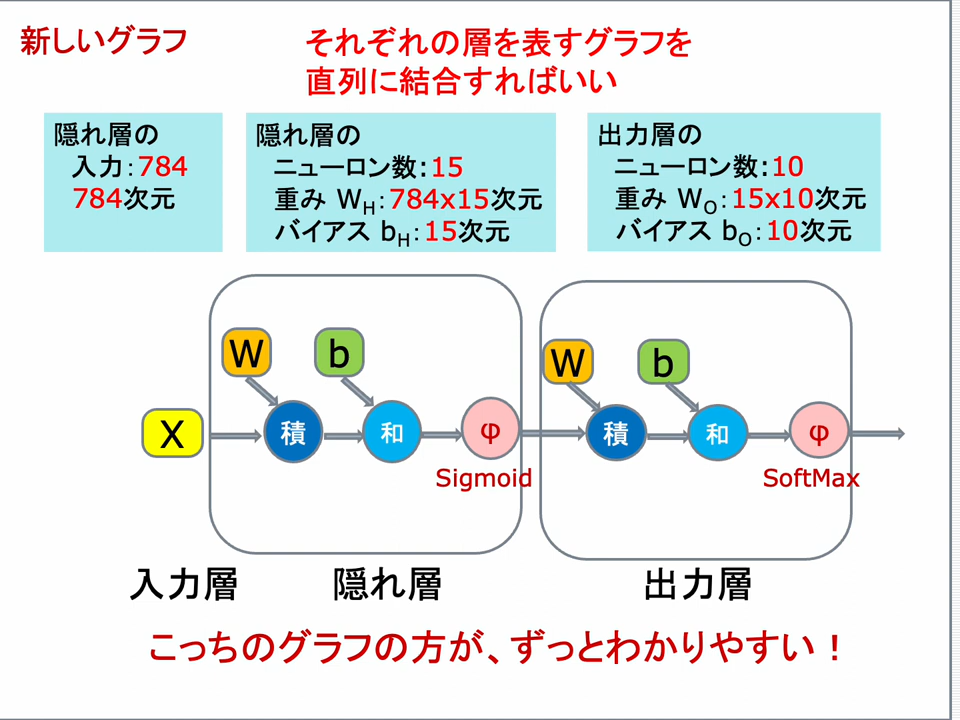 新しいグラフ
それぞれの層を表すグラフを
直列に結合すればいい
隠れ層の
入力：784
784次元
隠れ層の
ニューロン数:15
重み WH：784x15次元
バイアス bH：15次元
出力層の
ニューロン数:10
重み WO：15x10次元
バイアス bO：10次元
W
b
W
b
X
積
和
φ
積
和
φ
Sigmoid
SoftMax
入力層
隠れ層
出力層
こっちのグラフの方が、ずっとわかりやすい！